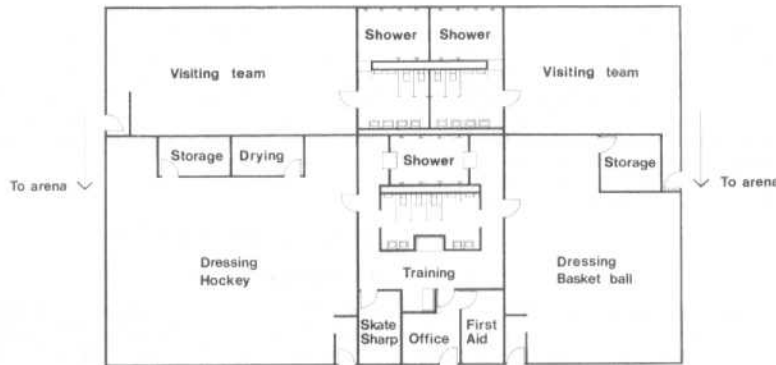 Shower
Shower
Visiting team
Visiting team
Storage
Drying
Shower
Storage
To arena
To arena
Dressing
Hockey
Training
Dressing
Basket ball
Skate
Sharp
Office
First
Aid